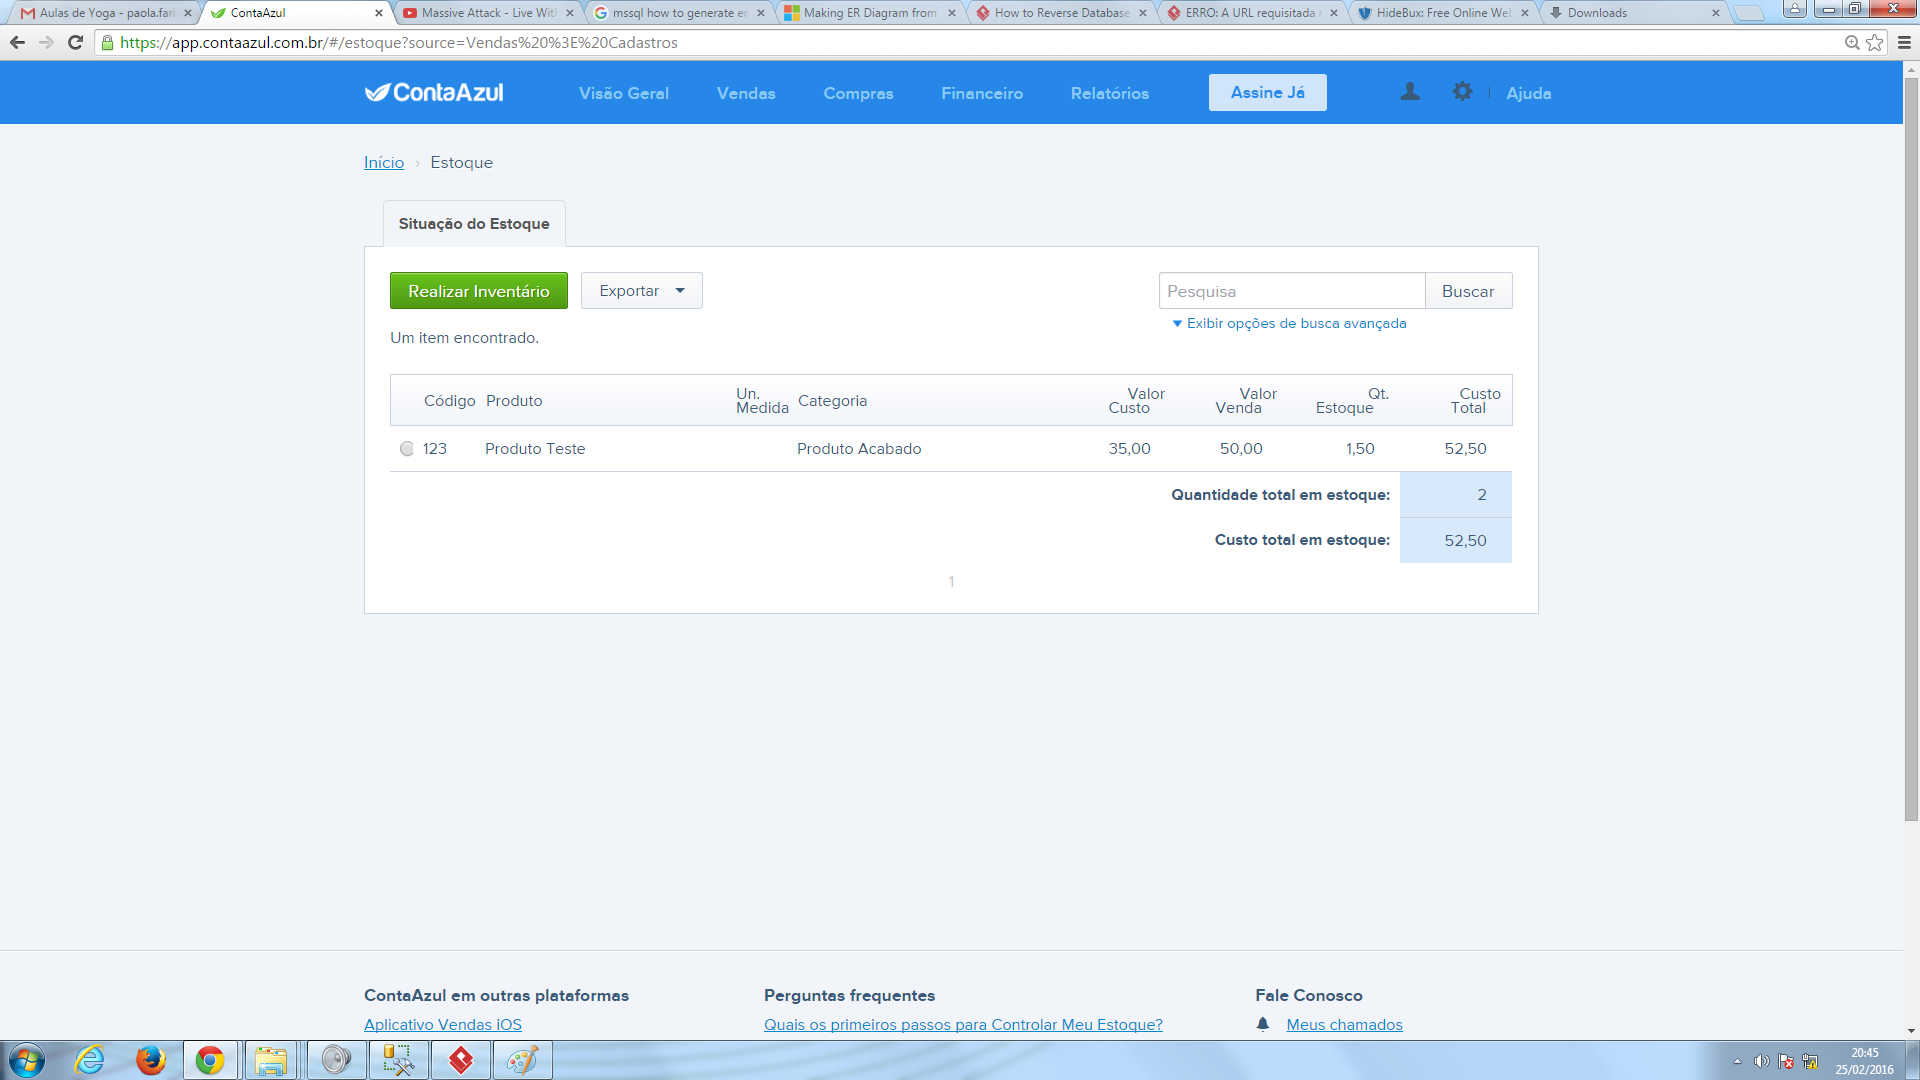 Aulas de Yoga - paola.fari
ContaAzul
Massive Attack - Live With
mssql how to generate er
Making ER Diagram from
How to Reverse Database
ERRO: A URL requisitada n
HideBux: Free Online Web
Downloads
https://app.contaazul.com.br/#/estoque?source=Vendas%20%3E%20Cadastros
ContaAzul
Visão Geral
Vendas
Compras
Financeiro
Relatórios
Assine Já
Ajuda
Início › Estoque
Situação do Estoque
Realizar Inventário
Exportar
Pesquisa
Buscar
Exibir opções de busca avançada
Um item encontrado.
Código Produto Un. Medida Categoria Valor Custo Valor Venda Qt. Estoque Custo Total
123 Produto Teste Produto Acabado 35,00 50,00 1,50 52,50
Quantidade total em estoque: 2
Custo total em estoque: 52,50
1
ContaAzul em outras plataformas
Aplicativo Vendas iOS
Perguntas frequentes
Quais os primeiros passos para Controlar Meu Estoque?
Fale Conosco
Meus chamados
20:45
25/02/2016